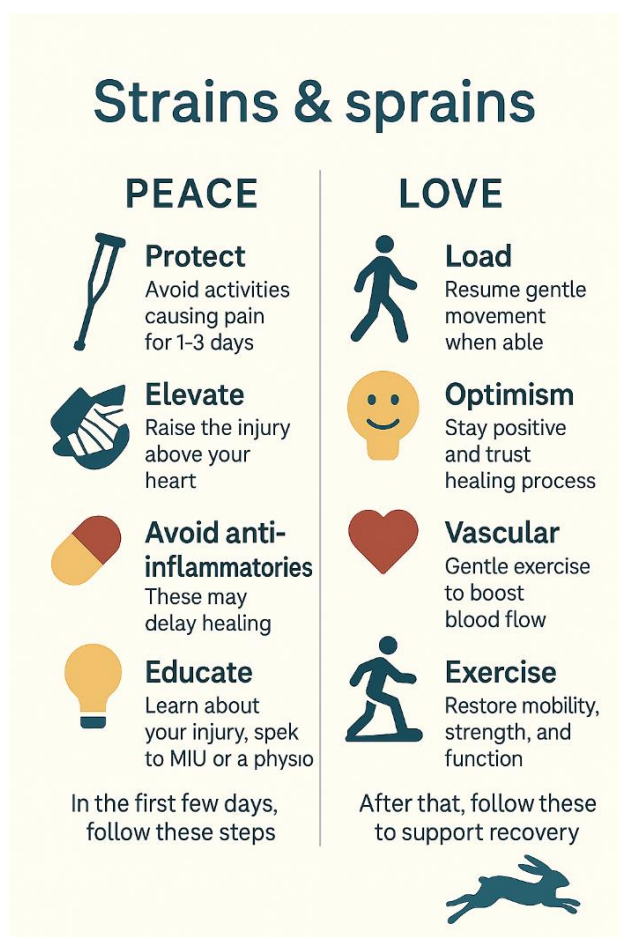 Strains & sprains
PEACE
Protect
Avoid activities
causing pain
for 1-3 days
Elevate
Raise the injury
above your
heart
Avoid anti-
inflammatories
These may
delay healing
Educate
Learn about
your injury, spek
to MIU or a physio
In the first few days,
follow these steps
LOVE
Load
Resume gentle
movement
when able
Optimism
Stay positive
and trust
healing process
Vascular
Gentle exercise
to boost
blood flow
Exercise
Restore mobility,
strength, and
function
After that, follow these
to support recovery